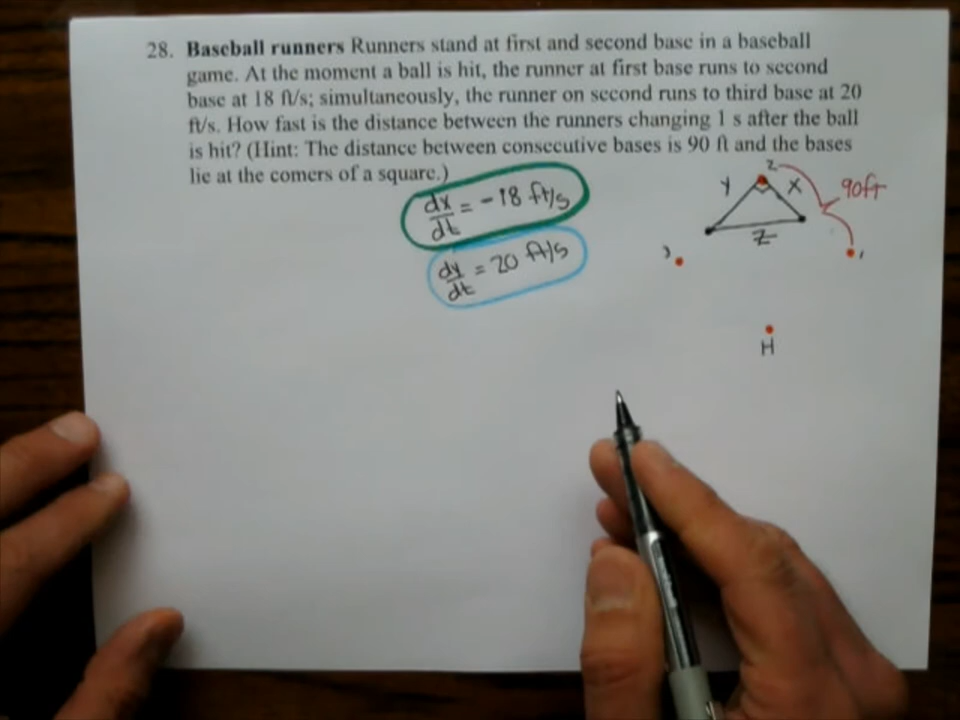 28. Baseball runners Runners stand at first and second base in a baseball
game. At the moment a ball is hit, the runner at first base runs to second
base at 18 ft/s; simultaneously, the runner on second runs to third base at 20
ft/s. How fast is the distance between the runners changing 1 s after the ball
is hit? (Hint: The distance between consecutive bases is 90 ft and the bases
lie at the comers of a square.)
dx/dt = -18 ft/s
dy/dt = 20 ft/s
2
y
x
90ft
z
3
1
H